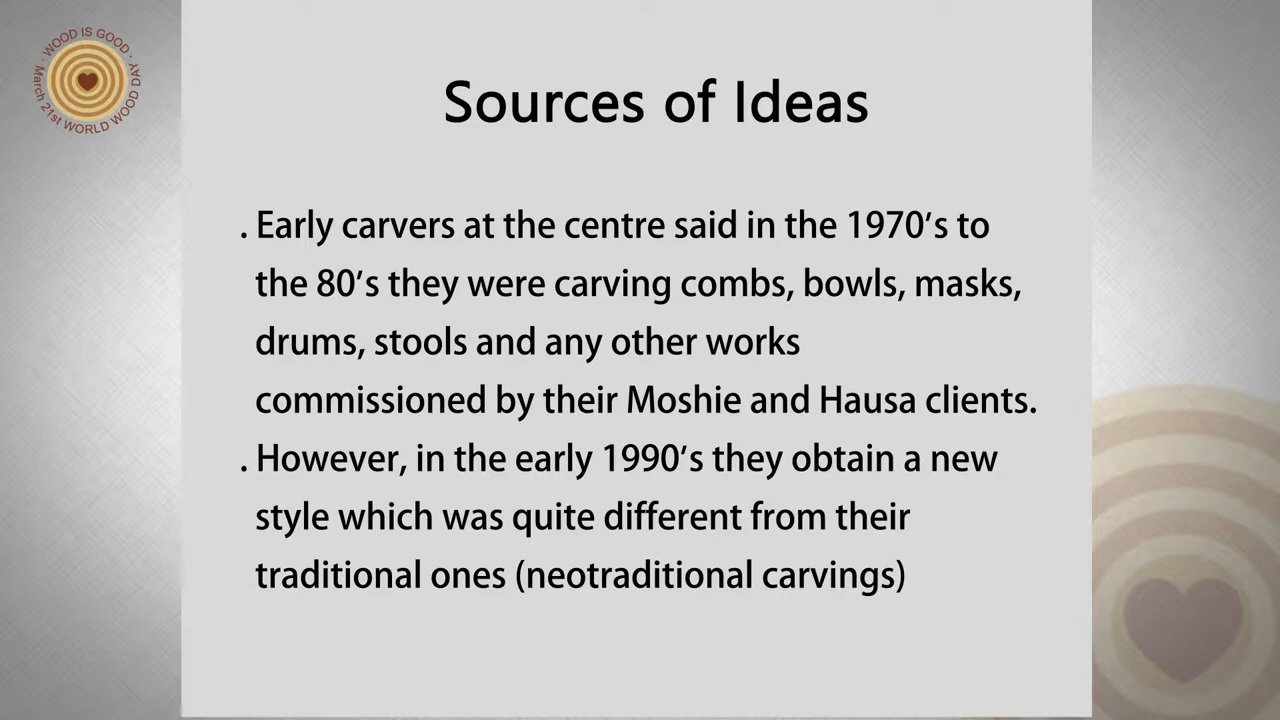 · WOOD IS GOOD ·
March 21st WORLD WOOD DAY
Sources of Ideas
. Early carvers at the centre said in the 1970’s to
the 80’s they were carving combs, bowls, masks,
drums, stools and any other works
commissioned by their Moshie and Hausa clients.
. However, in the early 1990’s they obtain a new
style which was quite different from their
traditional ones (neotraditional carvings)